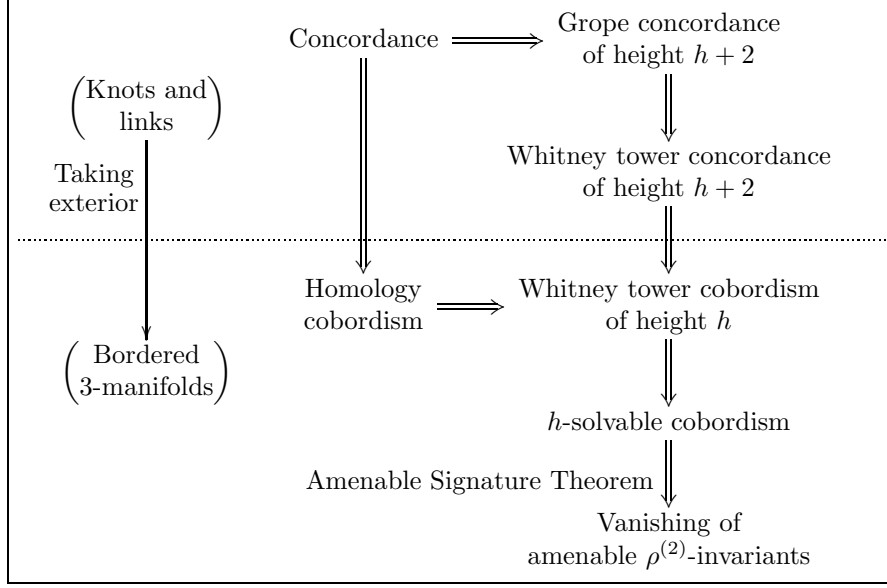 Concordance
Grope concordance
of height h + 2
(Knots and
links)
Whitney tower concordance
of height h + 2
Taking
exterior
Homology
cobordism
Whitney tower cobordism
of height h
(Bordered
3-manifolds)
h-solvable cobordism
Amenable Signature Theorem
Vanishing of
amenable ρ⁽²⁾-invariants